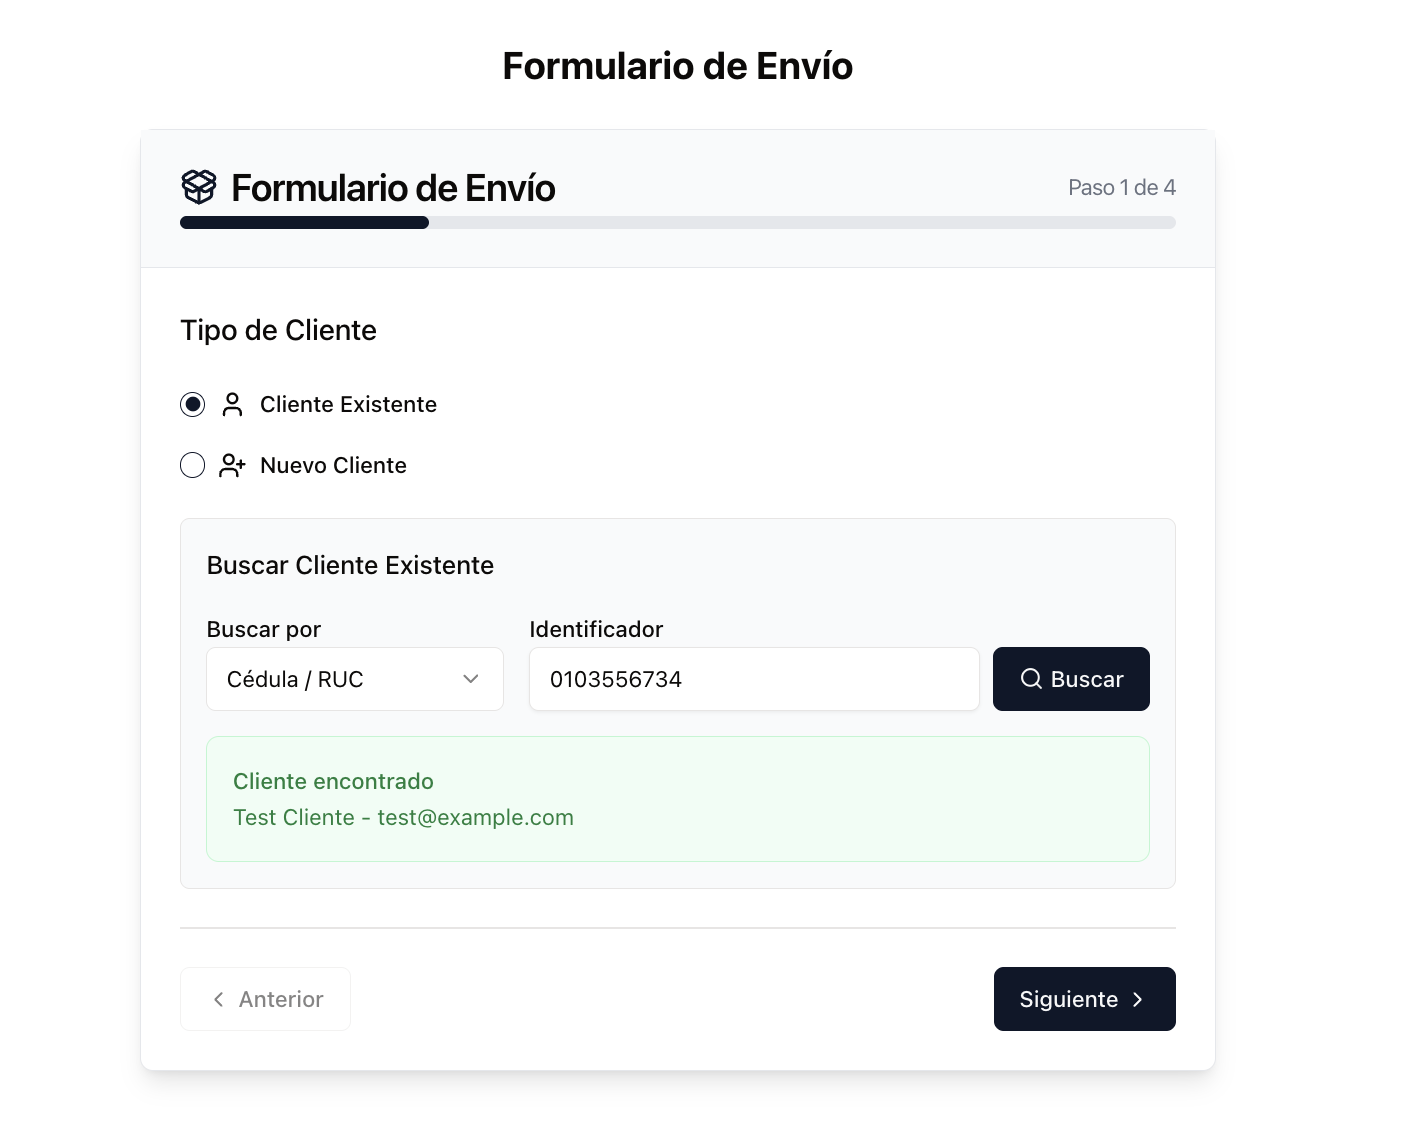 Formulario de Envío
Formulario de Envío
Paso 1 de 4
Tipo de Cliente
Cliente Existente
Nuevo Cliente
Buscar Cliente Existente
Buscar por
Identificador
Cédula / RUC
0103556734
Buscar
Cliente encontrado
Test Cliente - test@example.com
Anterior
Siguiente